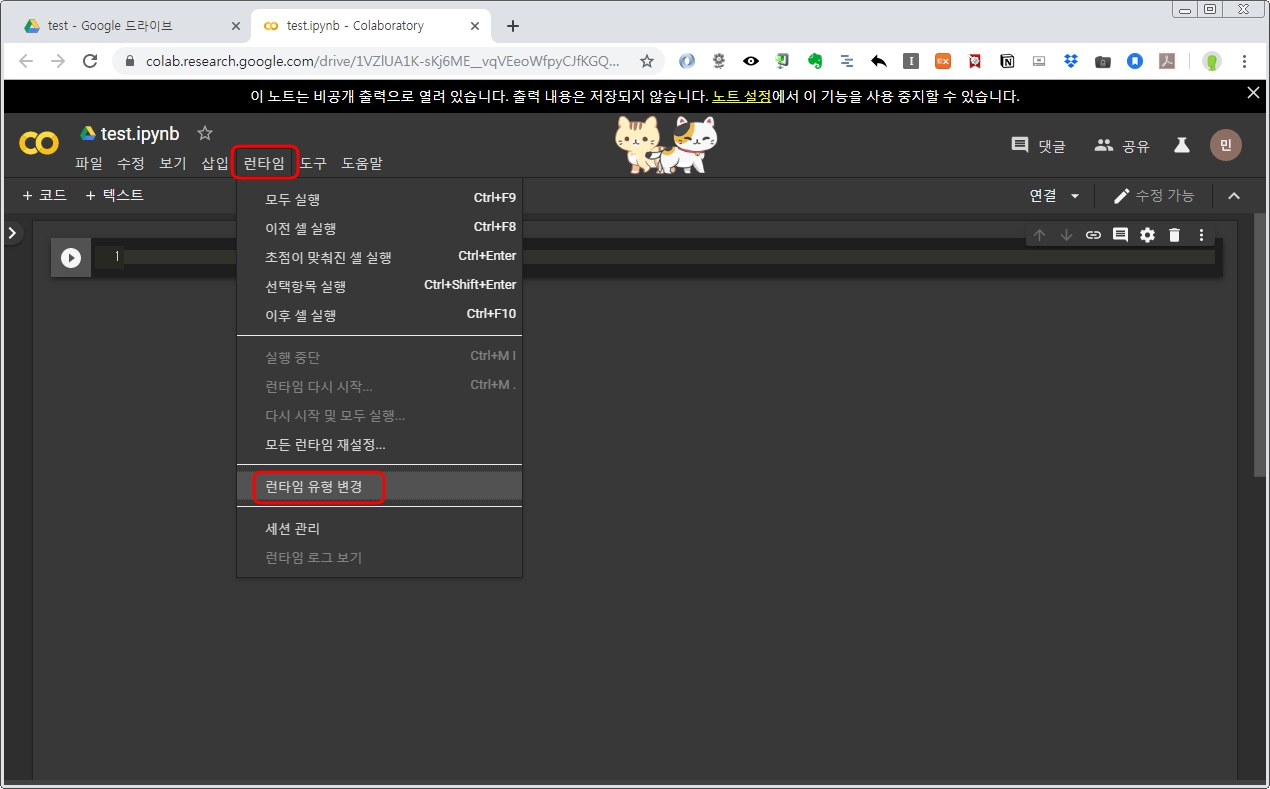 test - Google 드라이브
test.ipynb - Colaboratory
colab.research.google.com/drive/1VZlUA1K-sKj6ME__vqVEeoWfpyCJfKGQ...
이 노트는 비공개 출력으로 열려 있습니다. 출력 내용은 저장되지 않습니다. 노트 설정에서 이 기능을 사용 중지할 수 있습니다.
test.ipynb
댓글 공유 민
파일 수정 보기 삽입 런타임 도구 도움말
+ 코드 + 텍스트 연결 수정 가능
1
모두 실행 Ctrl+F9
이전 셀 실행 Ctrl+F8
초점이 맞춰진 셀 실행 Ctrl+Enter
선택항목 실행 Ctrl+Shift+Enter
이후 셀 실행 Ctrl+F10
실행 중단 Ctrl+M I
런타임 다시 시작... Ctrl+M .
다시 시작 및 모두 실행...
모든 런타임 재설정...
런타임 유형 변경
세션 관리
런타임 로그 보기